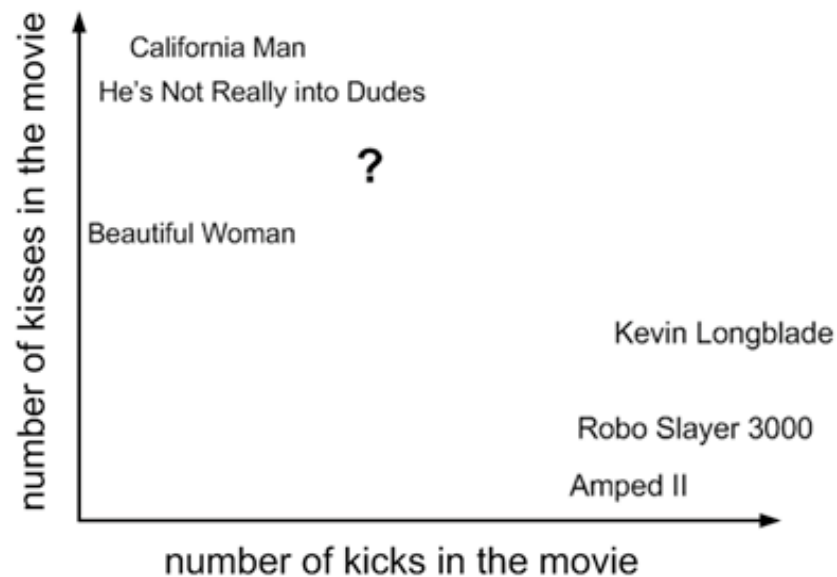 number of kisses in the movie
California Man
He's Not Really into Dudes
?
Beautiful Woman
Kevin Longblade
Robo Slayer 3000
Amped II
number of kicks in the movie